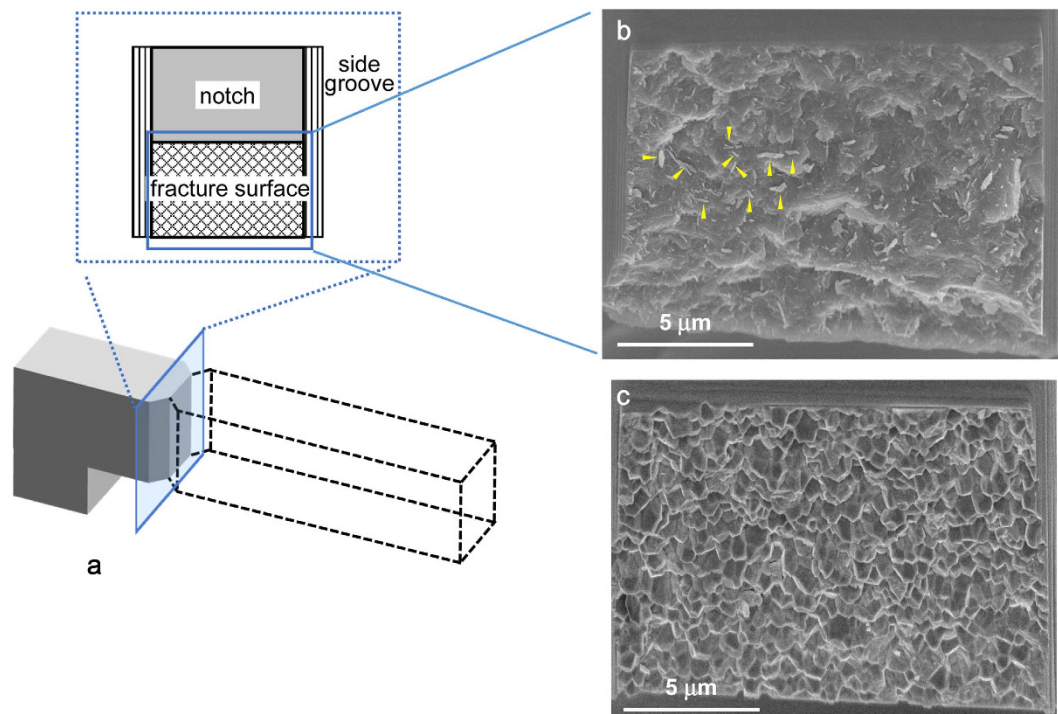 notch
side
groove
fracture surface
a
b
5 μm
c
5 μm